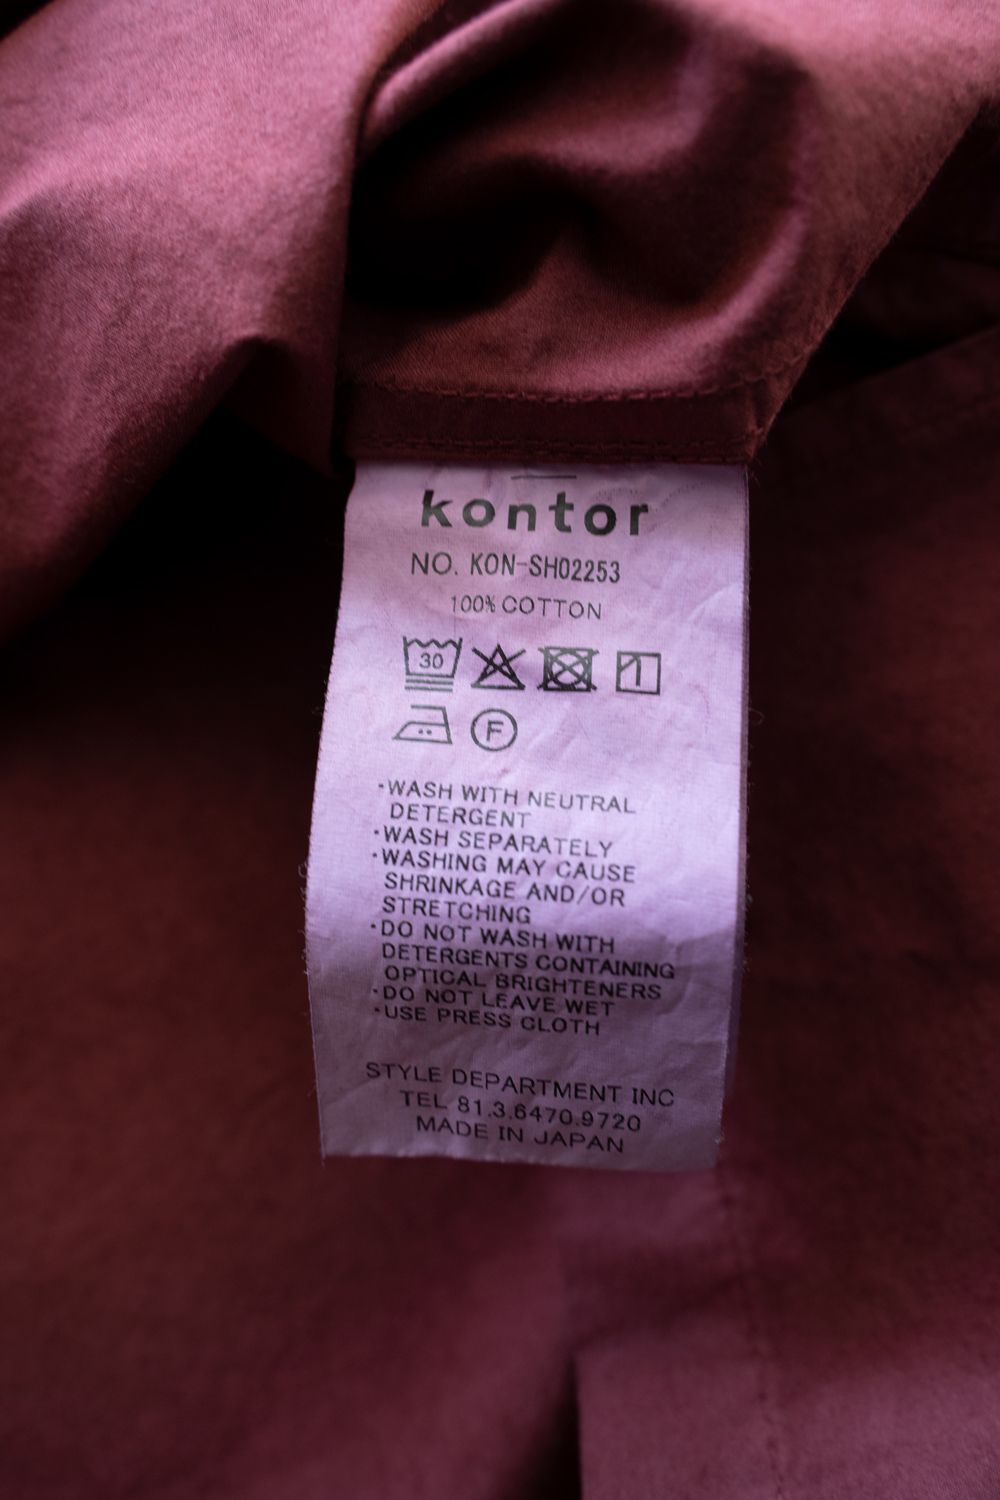 kontor
NO. KON-SH02253
100% COTTON
30
F
·WASH WITH NEUTRAL
DETERGENT
·WASH SEPARATELY
·WASHING MAY CAUSE
SHRINKAGE AND/OR
STRETCHING
·DO NOT WASH WITH
DETERGENTS CONTAINING
OPTICAL BRIGHTENERS
·DO NOT LEAVE WET
·USE PRESS CLOTH
STYLE DEPARTMENT INC
TEL 81.3.6470.9720
MADE IN JAPAN